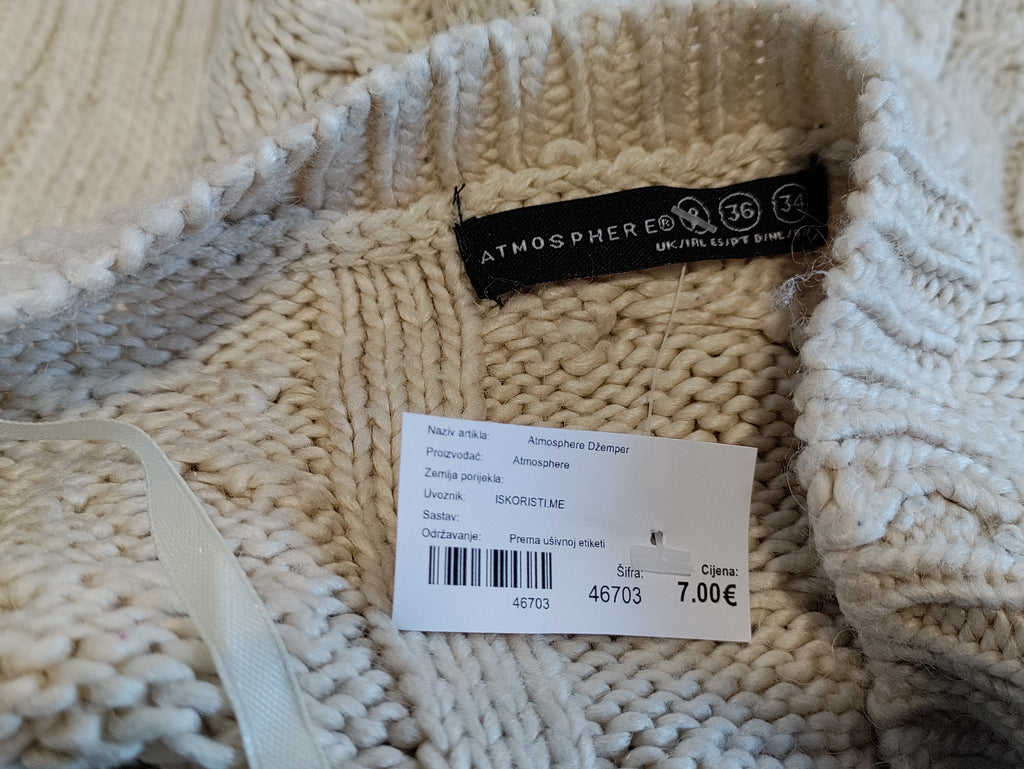 ATMOSPHERE® 8 36 34
UK/IRL ES/PT D/NL/
Naziv artikla: Atmosphere Džemper
Proizvođač: Atmosphere
Zemlja porijekla:
Uvoznik: ISKORISTI.ME
Sastav:
Održavanje: Prema ušivnoj etiketi
Šifra: Cijena:
46703 46703 7.00€